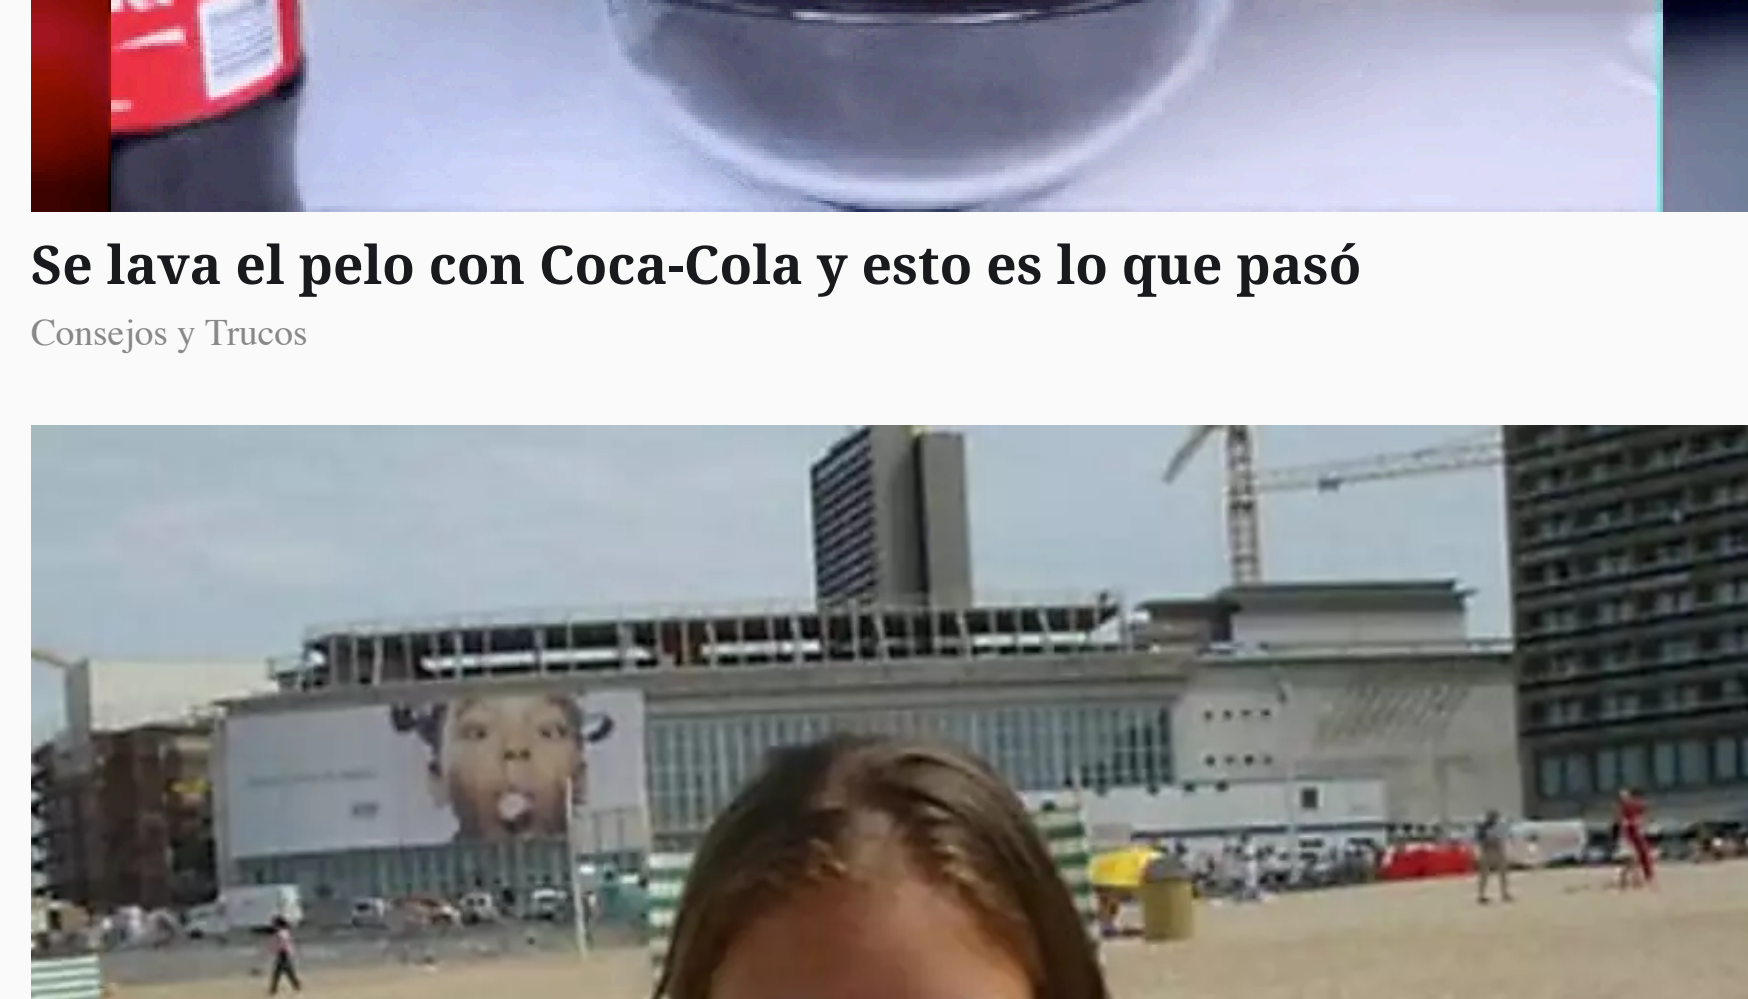 Se lava el pelo con Coca-Cola y esto es lo que pasó
Consejos y Trucos